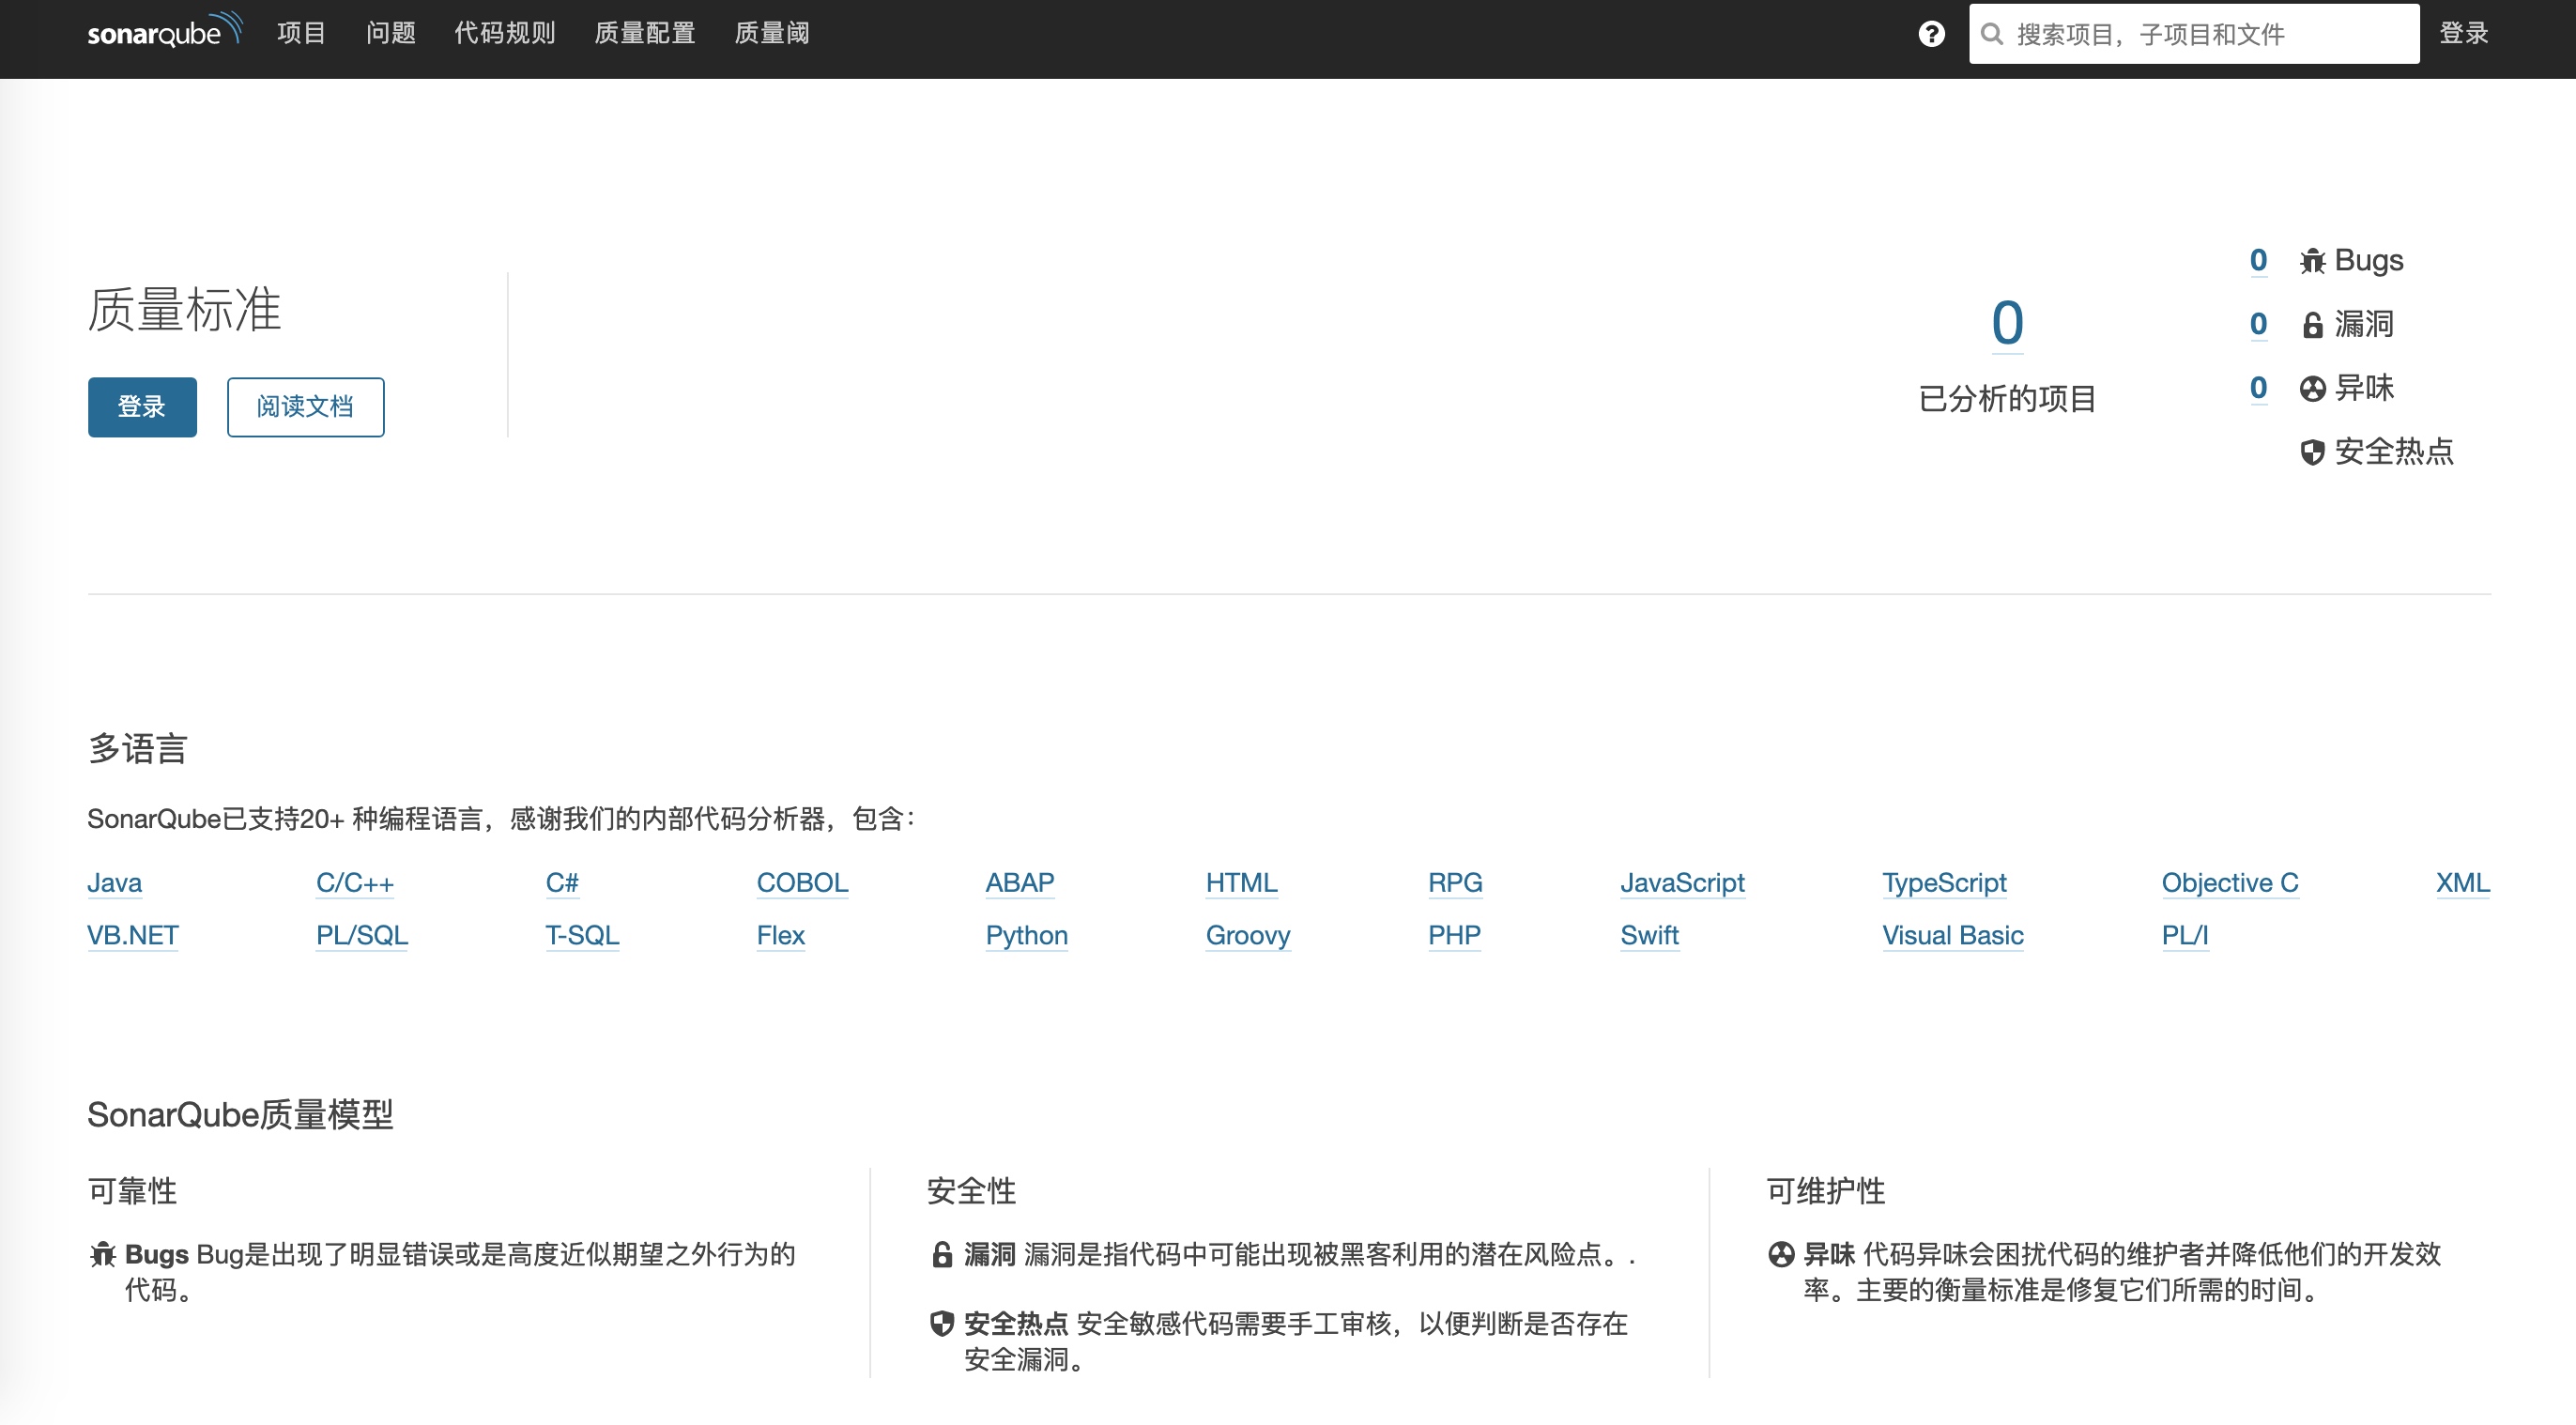 sonarqube 项目 问题 代码规则 质量配置 质量阈 ? 搜索项目，子项目和文件 登录
质量标准
登录 阅读文档
0
已分析的项目
0 Bugs
0 漏洞
0 异味
安全热点
多语言
SonarQube已支持20+ 种编程语言，感谢我们的内部代码分析器，包含：
Java C/C++ C# COBOL ABAP HTML RPG JavaScript TypeScript Objective C XML
VB.NET PL/SQL T-SQL Flex Python Groovy PHP Swift Visual Basic PL/I
SonarQube质量模型
可靠性
Bugs Bug是出现了明显错误或是高度近似期望之外行为的
代码。
安全性
漏洞 漏洞是指代码中可能出现被黑客利用的潜在风险点。.
安全热点 安全敏感代码需要手工审核，以便判断是否存在
安全漏洞。
可维护性
异味 代码异味会困扰代码的维护者并降低他们的开发效
率。主要的衡量标准是修复它们所需的时间。